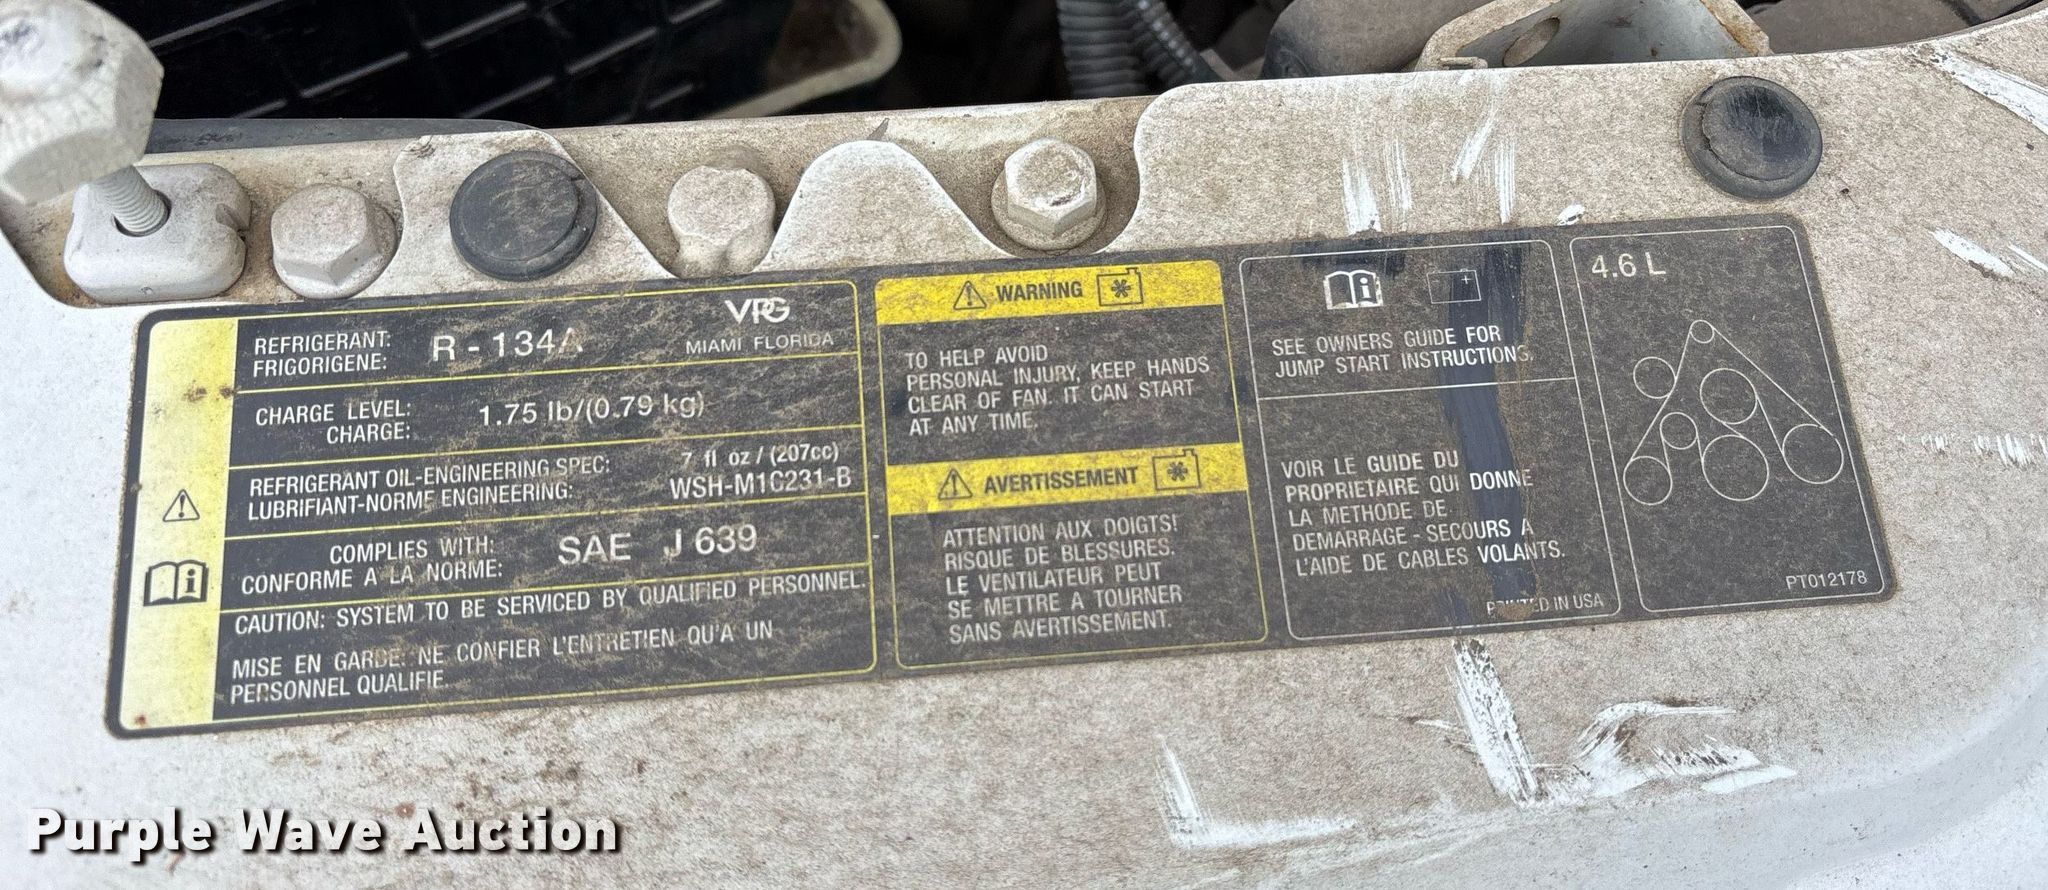 REFRIGERANT:
FRIGORIGENE:
R - 134A
VPG
MIAMI FLORIDA
CHARGE LEVEL:
CHARGE:
1.75 lb/(0.79 kg)
REFRIGERANT OIL-ENGINEERING SPEC:
LUBRIFIANT-NORME ENGINEERING:
7 fl oz / (207cc)
WSH-M1C231-B
COMPLIES WITH:
CONFORME A LA NORME:
SAE J 639
CAUTION: SYSTEM TO BE SERVICED BY QUALIFIED PERSONNEL.
MISE EN GARDE: NE CONFIER L'ENTRETIEN QU'A UN
PERSONNEL QUALIFIE.
WARNING
TO HELP AVOID
PERSONAL INJURY, KEEP HANDS
CLEAR OF FAN. IT CAN START
AT ANY TIME.
AVERTISSEMENT
ATTENTION AUX DOIGTS!
RISQUE DE BLESSURES.
LE VENTILATEUR PEUT
SE METTRE A TOURNER
SANS AVERTISSEMENT.
SEE OWNERS GUIDE FOR
JUMP START INSTRUCTIONS.
VOIR LE GUIDE DU
PROPRIETAIRE QUI DONNE
LA METHODE DE
DEMARRAGE - SECOURS A
L'AIDE DE CABLES VOLANTS.
PRINTED IN USA
4.6 L
PT012178
Purple Wave Auction